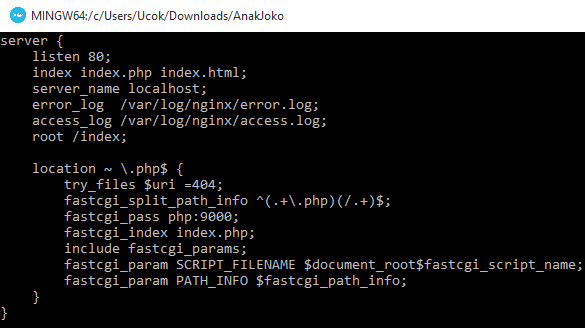 MINGW64:/c/Users/Ucok/Downloads/AnakJoko
server {
    listen 80;
    index index.php index.html;
    server_name localhost;
    error_log  /var/log/nginx/error.log;
    access_log /var/log/nginx/access.log;
    root /index;

    location ~ \.php$ {
        try_files $uri =404;
        fastcgi_split_path_info ^(.+\.php)(/.+)$;
        fastcgi_pass php:9000;
        fastcgi_index index.php;
        include fastcgi_params;
        fastcgi_param SCRIPT_FILENAME $document_root$fastcgi_script_name;
        fastcgi_param PATH_INFO $fastcgi_path_info;
    }
}